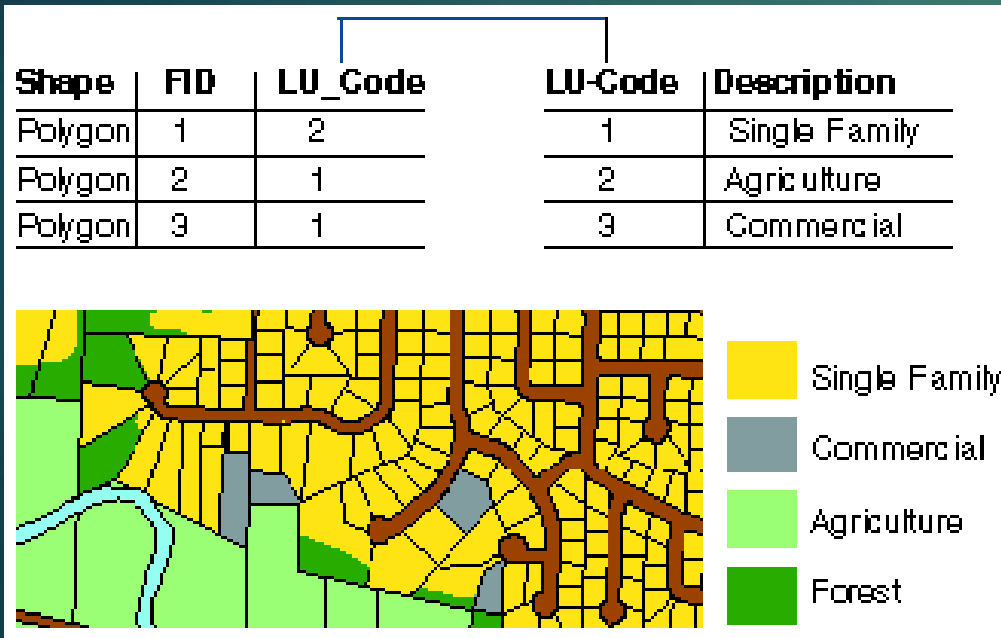 Shape FID LU_Code
Polygon 1 2
Polygon 2 1
Polygon 3 1
LU-Code Description
1 Single Family
2 Agriculture
3 Commercial
Single Family
Commercial
Agriculture
Forest